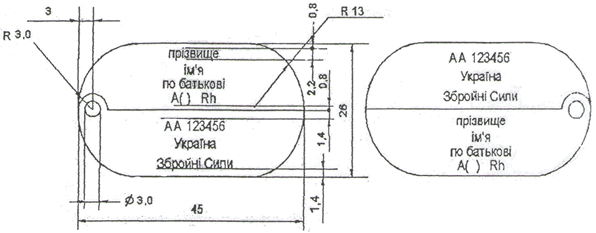 0,8
R 13
3
R 3,0
прізвище
ім'я
по батькові
А( ) Rh
2,2
0,8
26
АА 123456
Україна
Збройні Сили
1,4
1,4
Ø 3,0
45
АА 123456
Україна
Збройні Сили
прізвище
ім'я
по батькові
А( ) Rh